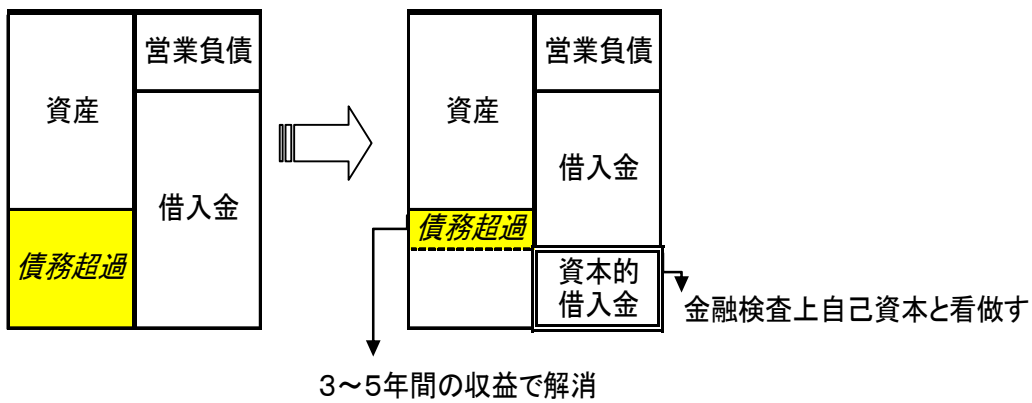 営業負債
資産
借入金
債務超過
営業負債
資産
借入金
債務超過
資本的
借入金
金融検査上自己資本と看做す
3～5年間の収益で解消